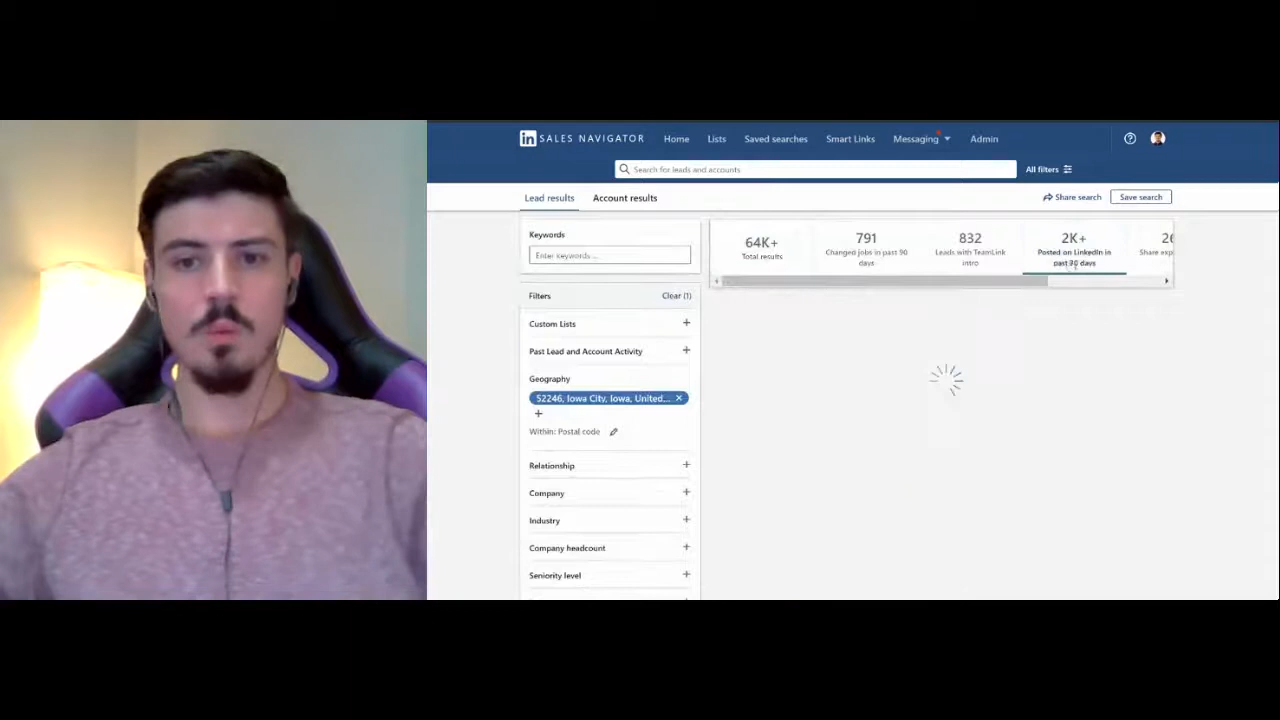 in SALES NAVIGATOR Home Lists Saved searches Smart Links Messaging Admin
Search for leads and accounts All filters
Lead results Account results Share search Save search
Keywords
Enter keywords ...
Filters Clear (1)
Custom Lists +
Past Lead and Account Activity +
Geography
52246, Iowa City, Iowa, United...
+
Within: Postal code
Relationship +
Company +
Industry +
Company headcount +
Seniority level +
64K+
Total results
791
Changed jobs in past 90
days
832
Leads with TeamLink
intro
2K+
Posted on LinkedIn in
past 30 days
Share exp